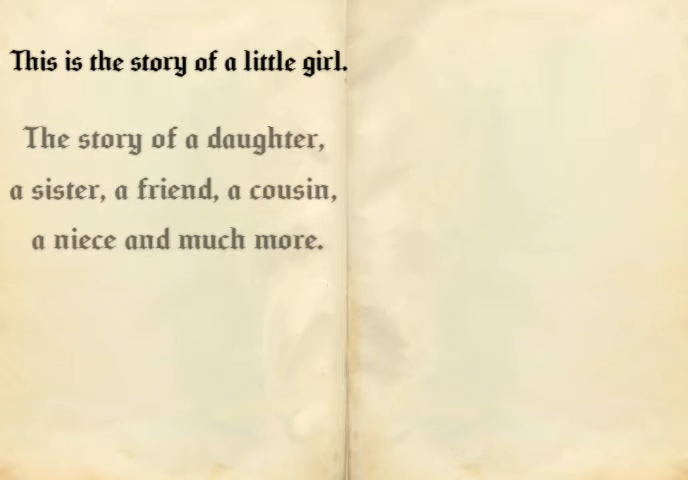 This is the story of a little girl.
The story of a daughter,
a sister, a friend, a cousin,
a niece and much more.